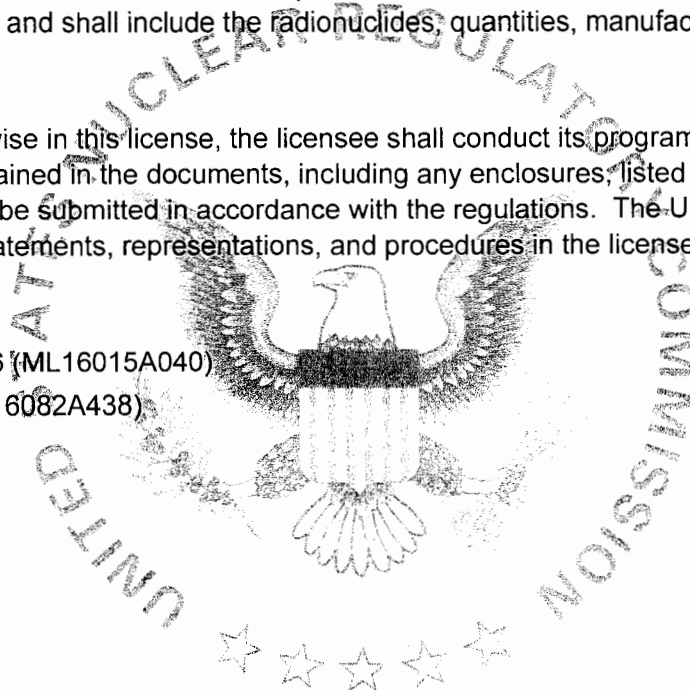 and shall include the radionuclides, quantities, manufac
ise in this license, the licensee shall conduct its program
ained in the documents, including any enclosures, listed
be submitted in accordance with the regulations. The U
atements, representations, and procedures in the license
(ML16015A040)
6082A438)
UNITED STATES NUCLEAR REGULATORY COMMISSION